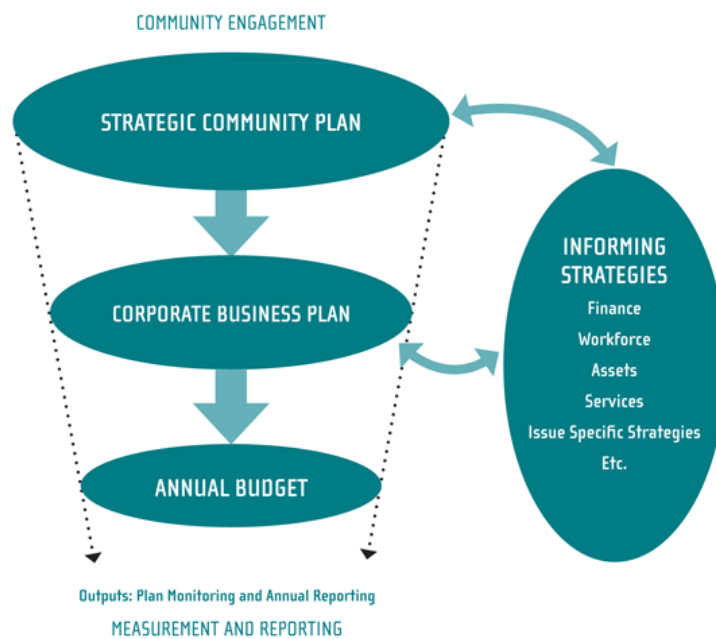 COMMUNITY ENGAGEMENT
STRATEGIC COMMUNITY PLAN
CORPORATE BUSINESS PLAN
ANNUAL BUDGET
INFORMING
STRATEGIES
Finance
Workforce
Assets
Services
Issue Specific Strategies
Etc.
Outputs: Plan Monitoring and Annual Reporting
MEASUREMENT AND REPORTING